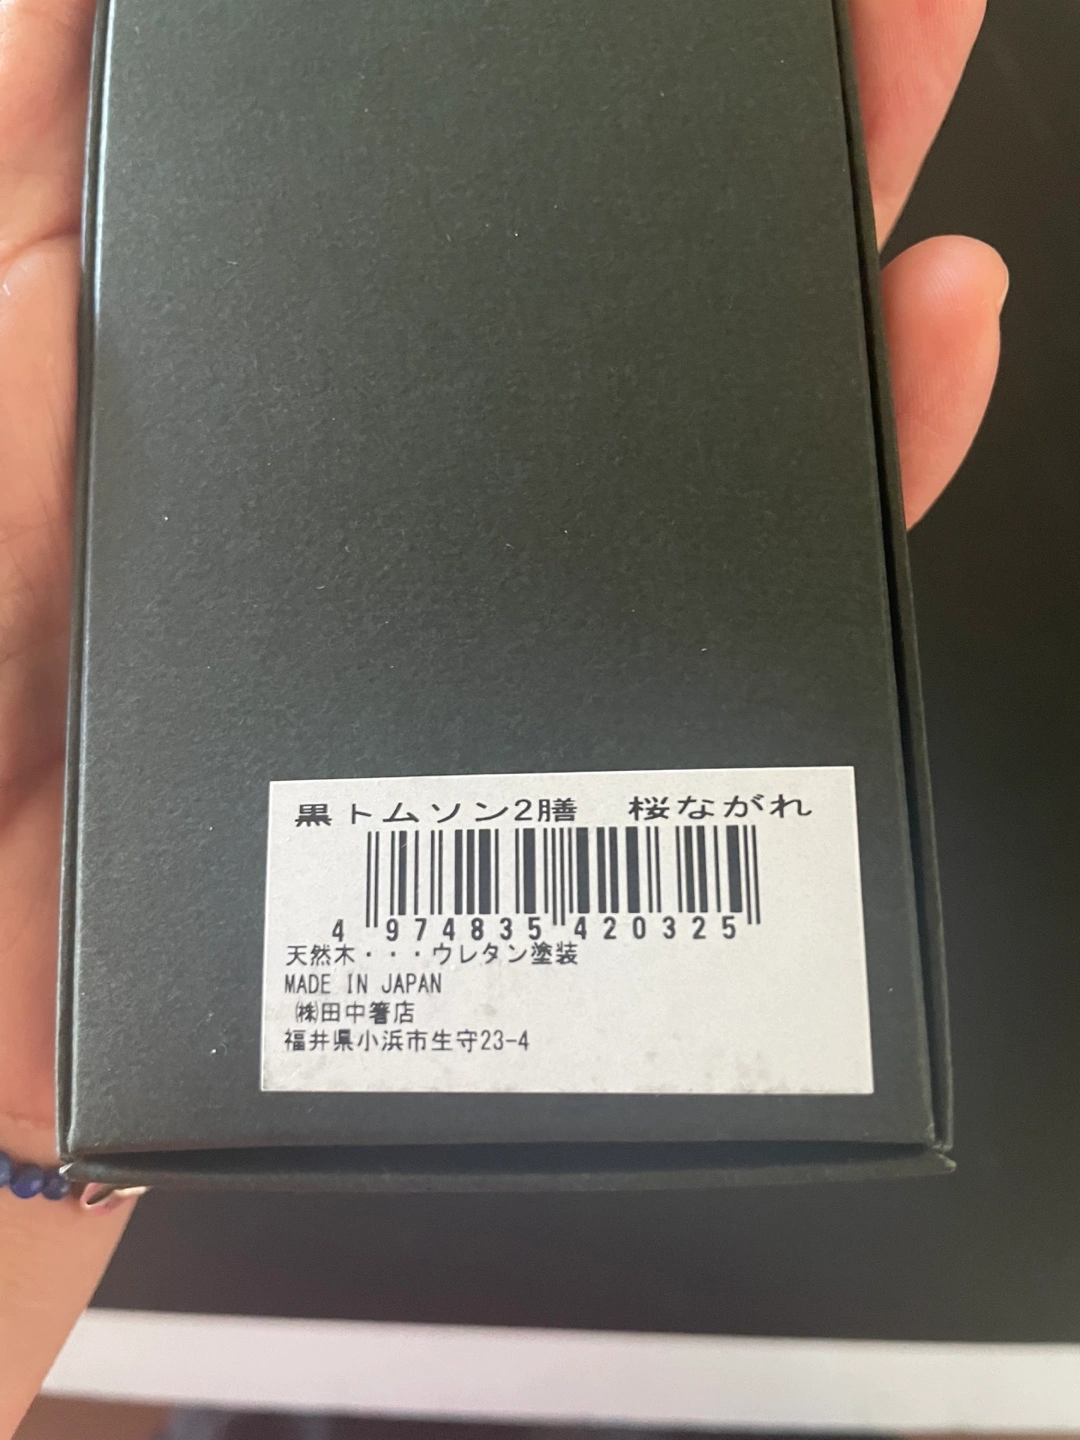 黒トムソン2膳　桜ながれ
4 974835 420325
天然木・・・ウレタン塗装
MADE IN JAPAN
㈱田中箸店
福井県小浜市生守23-4